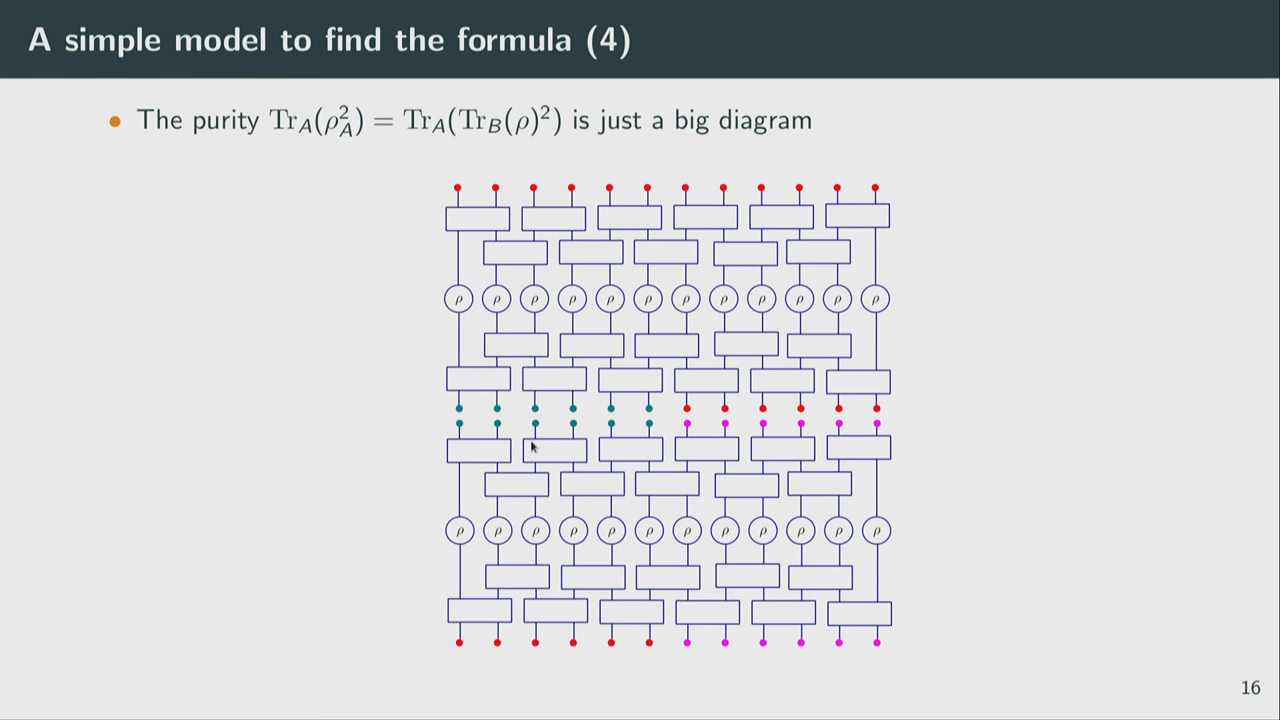 A simple model to find the formula (4)
• The purity Tr_A(ρ_A^2) = Tr_A(Tr_B(ρ)^2) is just a big diagram
ρ ρ ρ ρ ρ ρ ρ ρ ρ ρ ρ ρ
ρ ρ ρ ρ ρ ρ ρ ρ ρ ρ ρ ρ
16